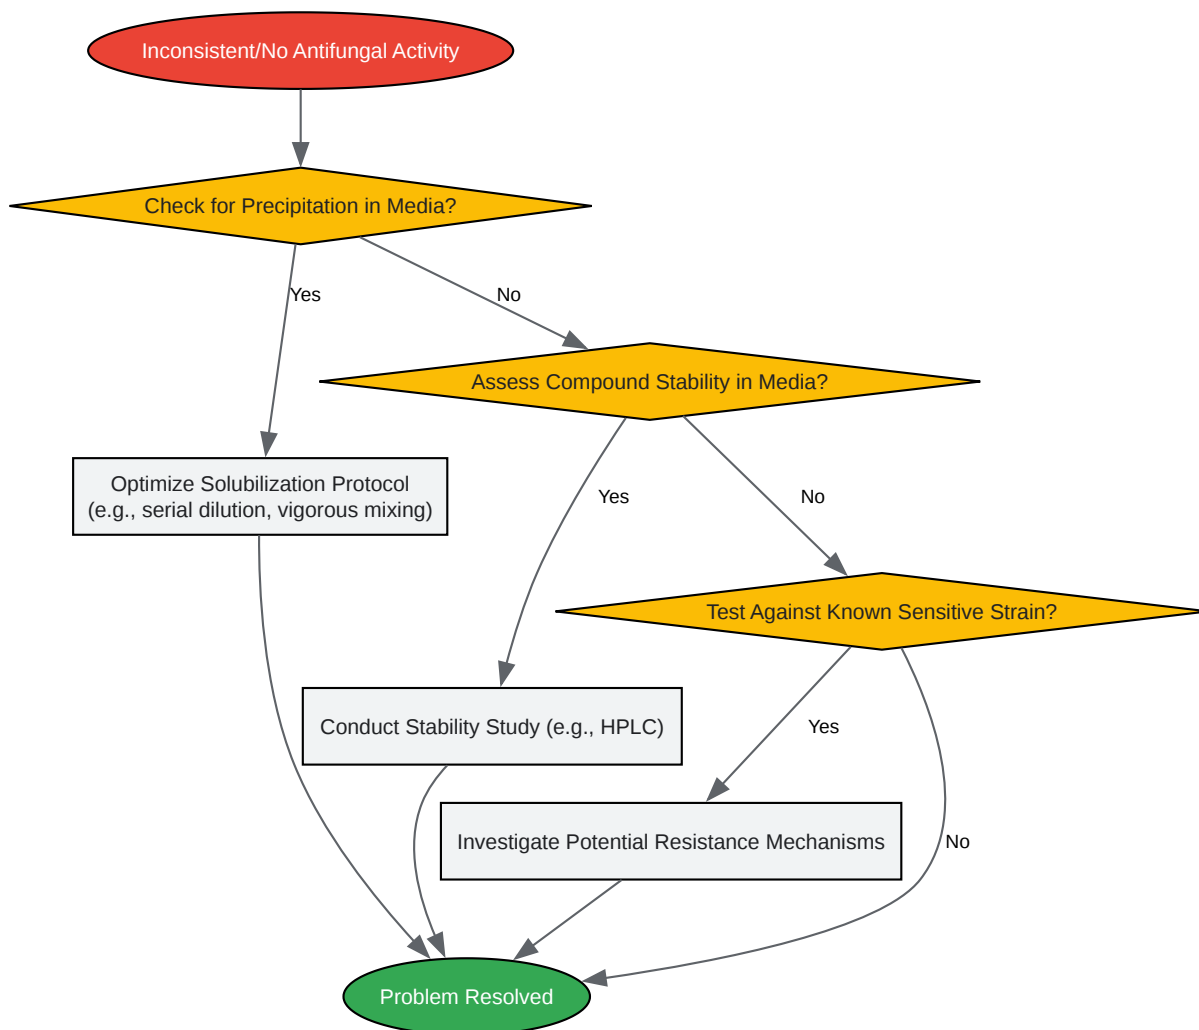 Inconsistent/No Antifungal Activity
Check for Precipitation in Media?
Yes
No
Assess Compound Stability in Media?
Optimize Solubilization Protocol
(e.g., serial dilution, vigorous mixing)
Yes
No
Test Against Known Sensitive Strain?
Conduct Stability Study (e.g., HPLC)
Yes
Investigate Potential Resistance Mechanisms
No
Problem Resolved